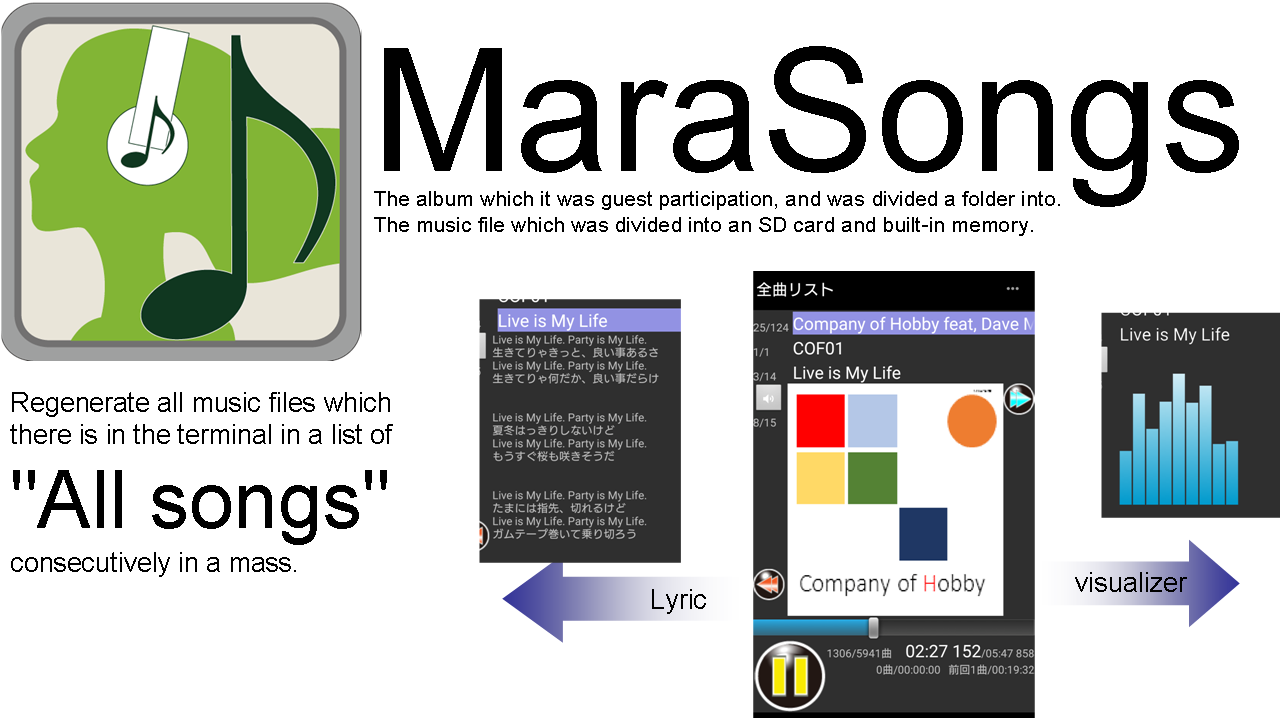 MaraSongs
The album which it was guest participation, and was divided a folder into.
The music file which was divided into an SD card and built-in memory.
Regenerate all music files which
there is in the terminal in a list of
"All songs"
consecutively in a mass.
Live is My Life
Live is My Life. Party is My Life.
生きてりゃきっと、良い事あるさ
Live is My Life. Party is My Life.
生きてりゃ何だか、良い事だらけ
Live is My Life. Party is My Life.
夏冬はっきりしないけど
Live is My Life. Party is My Life.
もうすぐ桜も咲きそうだ
Live is My Life. Party is My Life.
たまには指先、切れるけど
Live is My Life. Party is My Life.
ガムテープ巻いて乗り切ろう
Lyric
全曲リスト
25/124 Company of Hobby feat, Dave M
1/1 COF01
3/14 Live is My Life
8/15
Company of Hobby
1306/5941曲 02:27 152/05:47 858
0曲/00:00:00 前回1曲/00:19:32
COF01
Live is My Life
visualizer